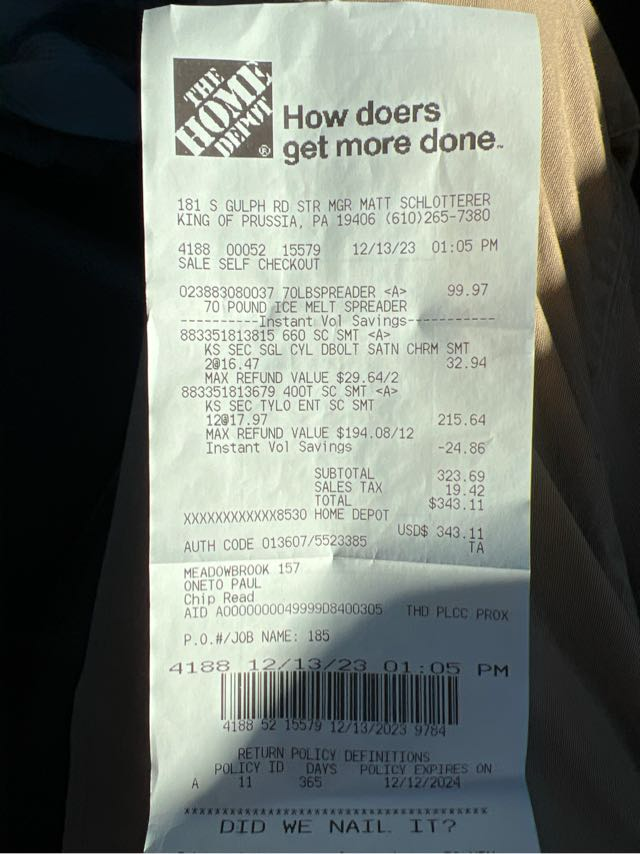 THE
HOME
DEPOT
®
How doers
get more done™
181 S GULPH RD STR MGR MATT SCHLOTTERER
KING OF PRUSSIA, PA 19406 (610)265-7380
4188 00052 15579 12/13/23 01:05 PM
SALE SELF CHECKOUT
023883080037 70LBSPREADER <A> 99.97
70 POUND ICE MELT SPREADER
----------Instant Vol Savings-----------
883351813815 660 SC SMT <A>
KS SEC SGL CYL DBOLT SATN CHRM SMT
2@16.47 32.94
MAX REFUND VALUE $29.64/2
883351813679 400T SC SMT <A>
KS SEC TYLO ENT SC SMT
12@17.97 215.64
MAX REFUND VALUE $194.08/12
Instant Vol Savings -24.86
SUBTOTAL 323.69
SALES TAX 19.42
TOTAL $343.11
XXXXXXXXXXXX8530 HOME DEPOT
USD$ 343.11
AUTH CODE 013607/5523385 TA
MEADOWBROOK 157
ONETO PAUL
Chip Read
AID A0000000049999D8400305 THD PLCC PROX
P.O.#/JOB NAME: 185
4188 12/13/23 01:05 PM
4188 52 15579 12/13/2023 9784
RETURN POLICY DEFINITIONS
POLICY ID DAYS POLICY EXPIRES ON
A 11 365 12/12/2024
****************************************
DID WE NAIL IT?